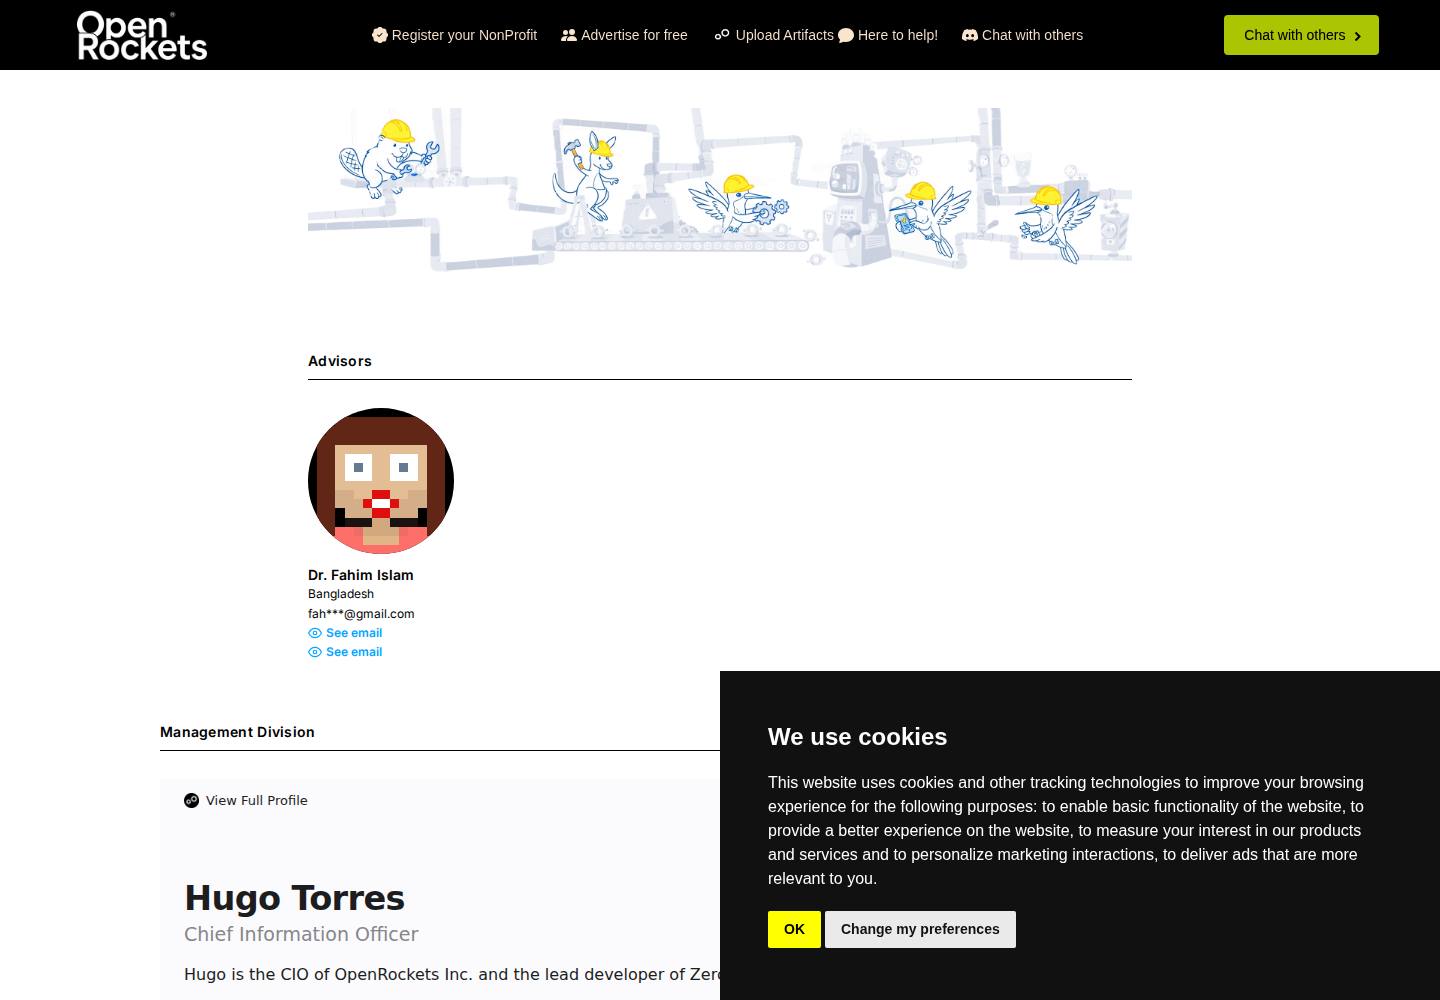 Open
Rockets
Register your NonProfit
Advertise for free
Upload Artifacts
Here to help!
Chat with others
Chat with others
Advisors
Dr. Fahim Islam
Bangladesh
fah***@gmail.com
See email
See email
Management Division
View Full Profile
Hugo Torres
Chief Information Officer
Hugo is the CIO of OpenRockets Inc. and the lead developer of
We use cookies
This website uses cookies and other tracking technologies to improve your browsing
experience for the following purposes: to enable basic functionality of the website, to
provide a better experience on the website, to measure your interest in our products
and services and to personalize marketing interactions, to deliver ads that are more
relevant to you.
OK
Change my preferences